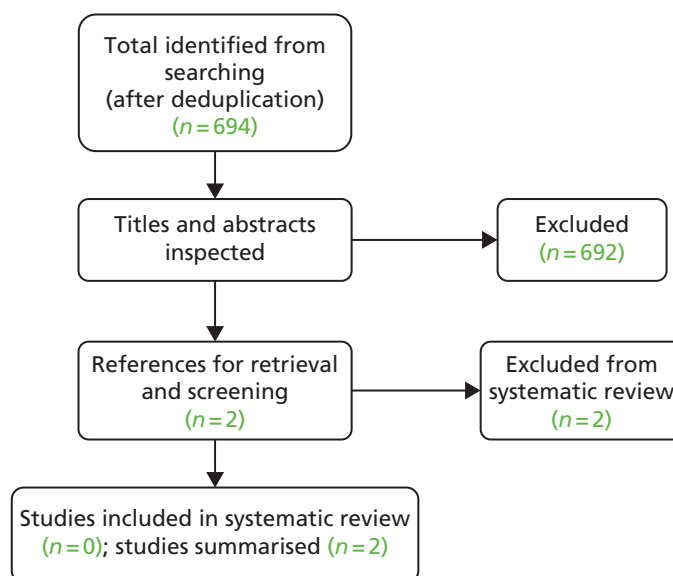 Total identified from
searching
(after deduplication)
(n=694)
Titles and abstracts
inspected
Excluded
(n=692)
References for retrieval
and screening
(n=2)
Excluded from
systematic review
(n=2)
Studies included in systematic review
(n=0); studies summarised (n=2)